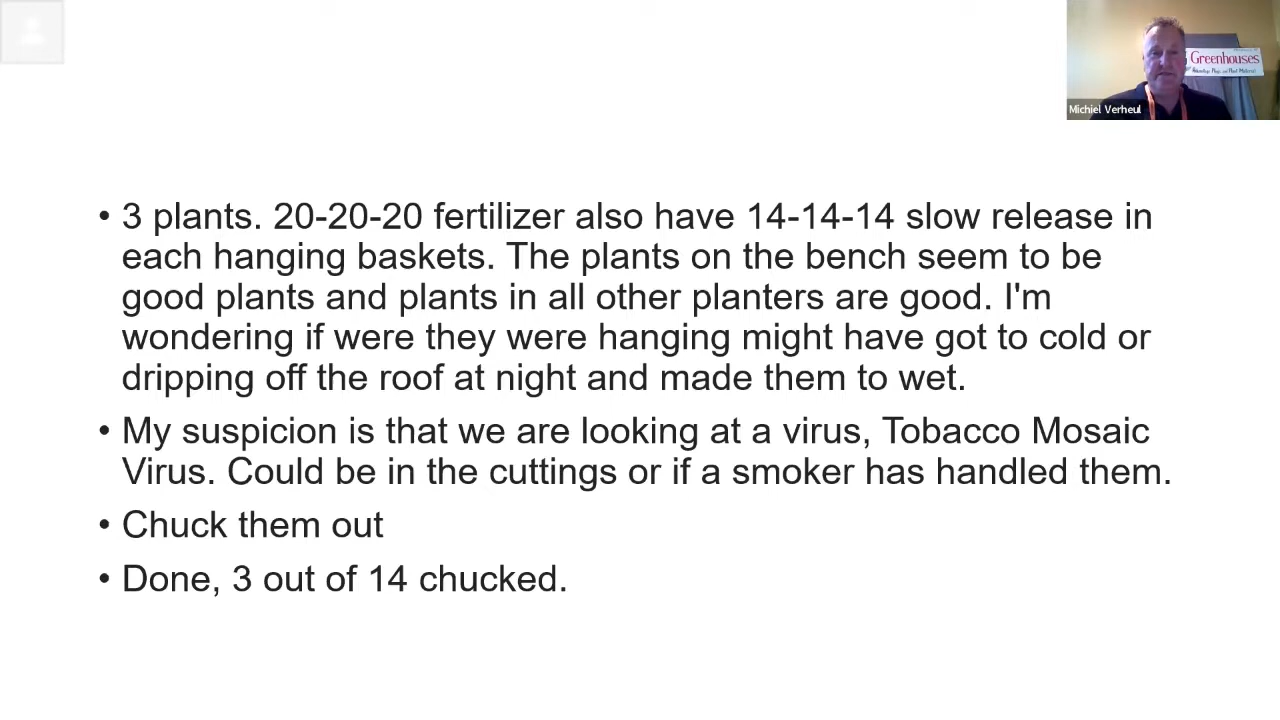 Greenhouses
Michiel Verheul
• 3 plants. 20-20-20 fertilizer also have 14-14-14 slow release in
each hanging baskets. The plants on the bench seem to be
good plants and plants in all other planters are good. I'm
wondering if were they were hanging might have got to cold or
dripping off the roof at night and made them to wet.
• My suspicion is that we are looking at a virus, Tobacco Mosaic
Virus. Could be in the cuttings or if a smoker has handled them.
• Chuck them out
• Done, 3 out of 14 chucked.